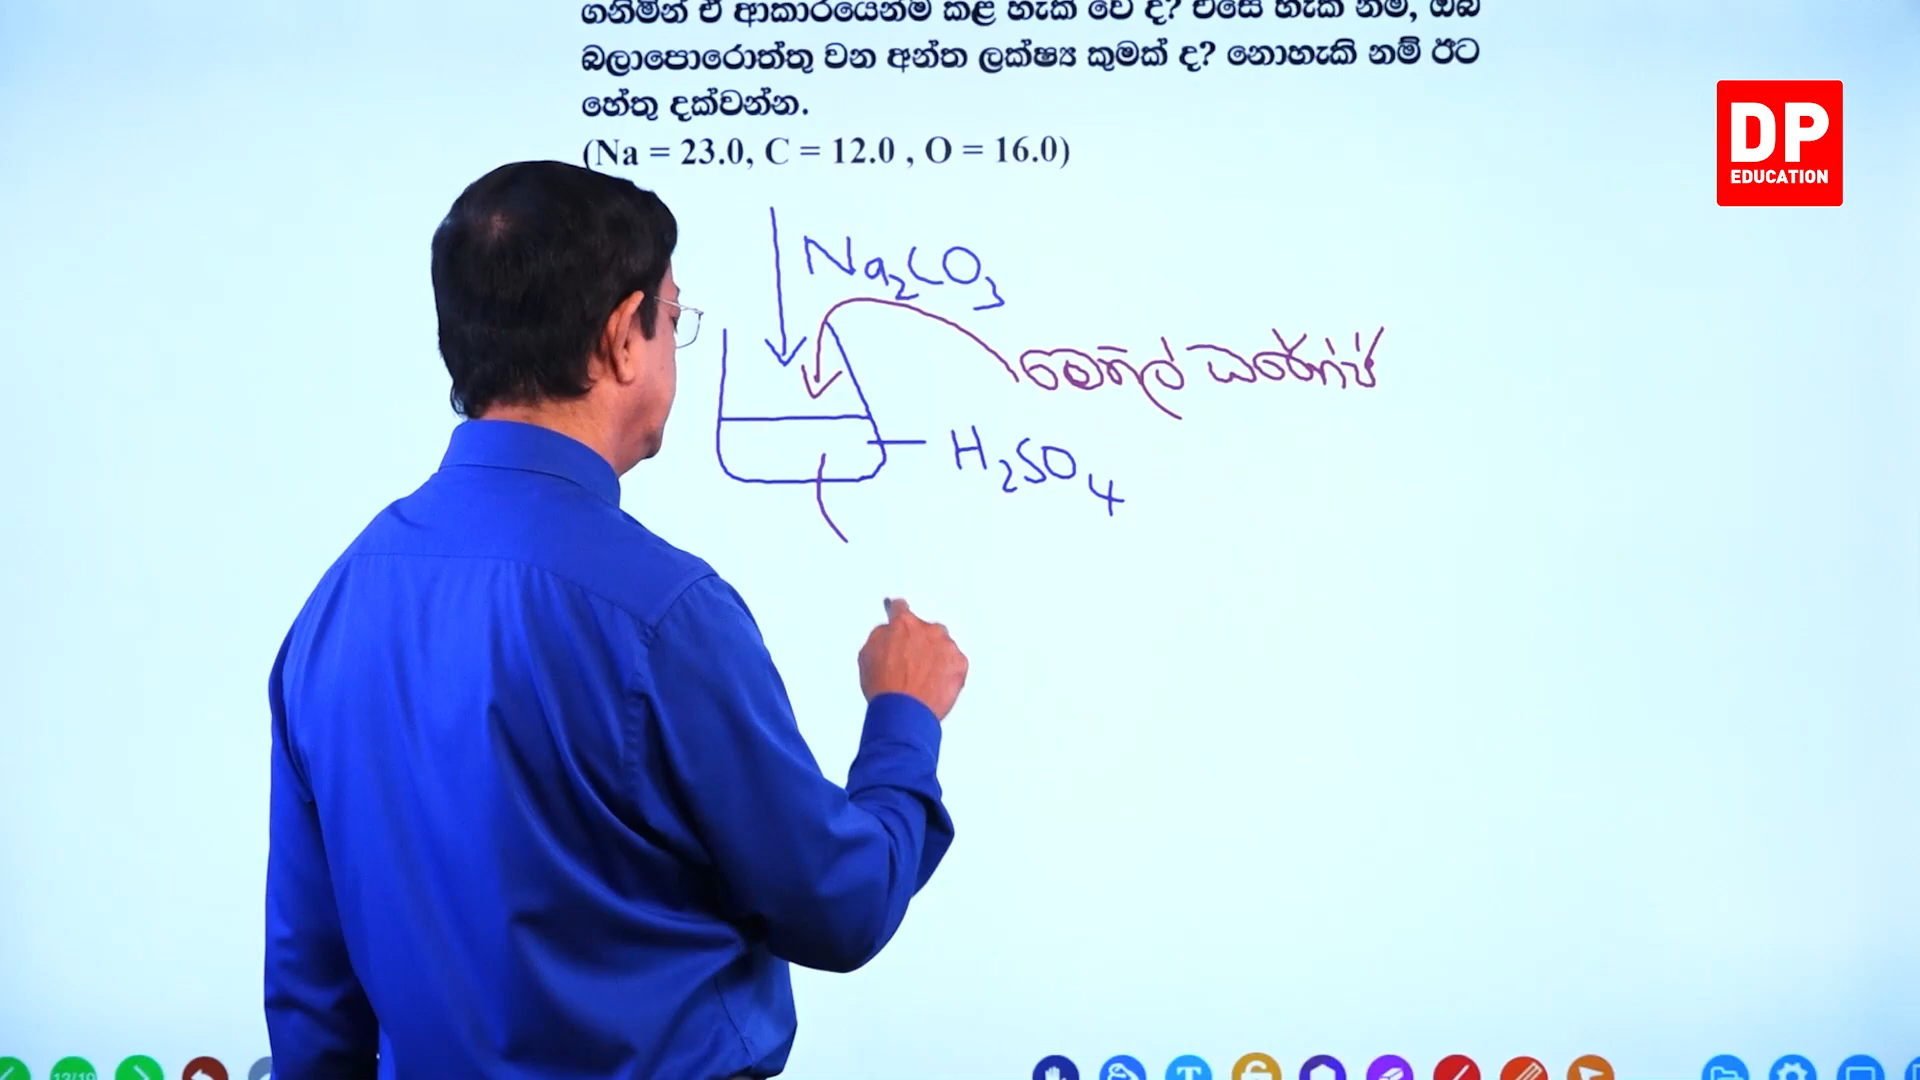 ගනිමින් ඒ ආකාරයෙන්ම කළ හැකි වේ ද? එසේ හැකි නම්, ඔබ
බලාපොරොත්තු වන අන්ත ලක්ෂ්‍ය කුමක් ද? නොහැකි නම් ඊට
හේතු දක්වන්න.
(Na = 23.0, C = 12.0 , O = 16.0)
DP
EDUCATION
Na₂CO₃
මෙතිල් ඔරේන්ජ්
H₂SO₄